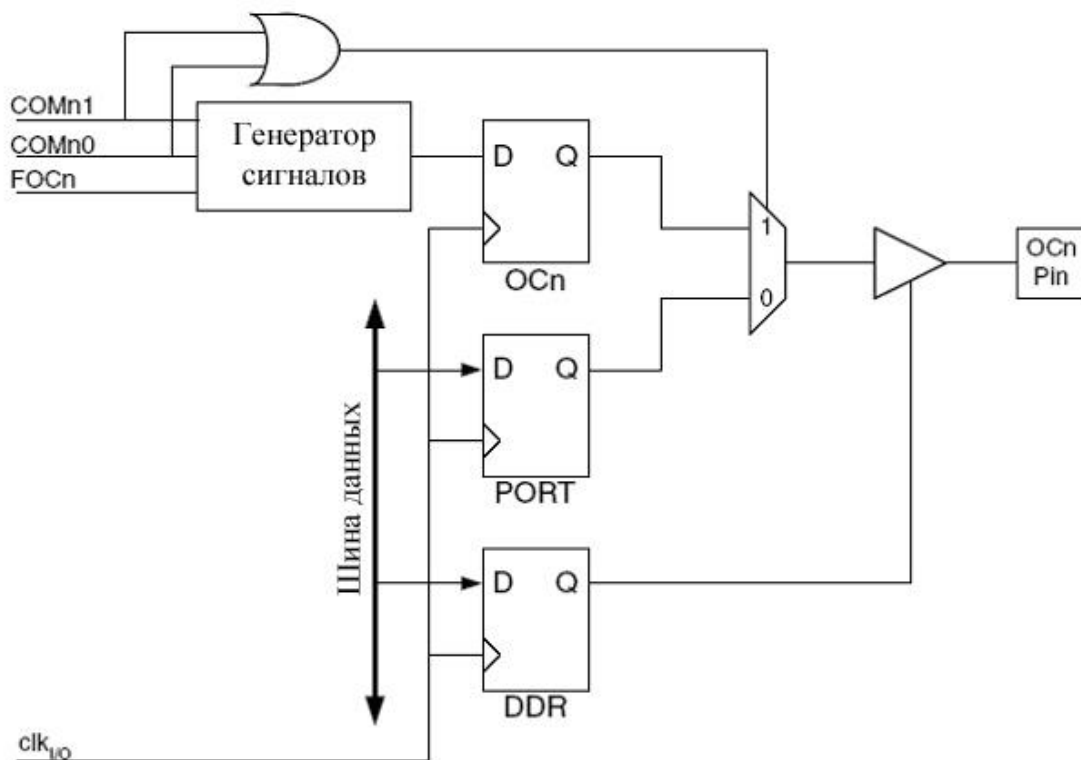 COMn1
COMn0
FOCn
Генератор
сигналов
D Q
OCn
1
0
OCn
Pin
D Q
PORT
Шина данных
D Q
DDR
clkI/O